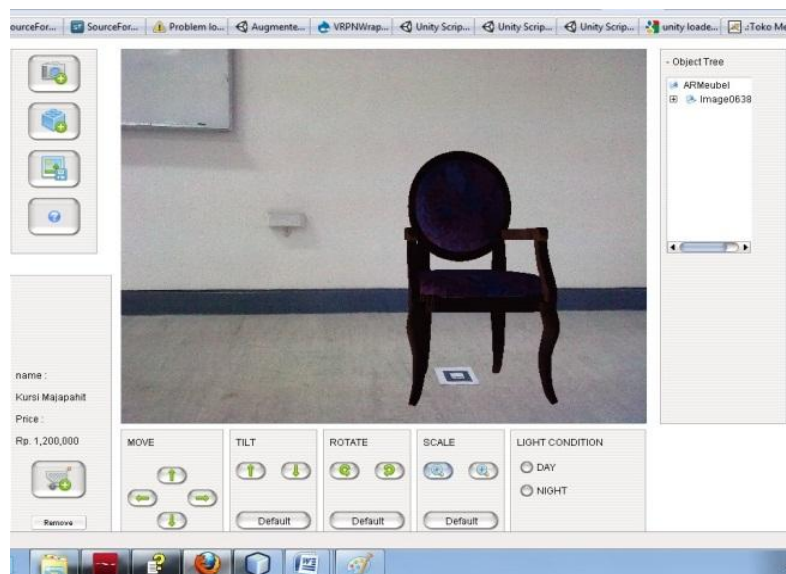 ourceFor...
SourceFor...
Problem lo...
Augmente...
VRPNWrap...
Unity Scrip...
Unity Scrip...
Unity Scrip...
unity loade...
.:Toko Me
- Object Tree
ARMeubel
Image0638
name :
Kursi Majapahit
Price :
Rp. 1,200,000
Remove
MOVE
TILT
Default
ROTATE
Default
SCALE
Default
LIGHT CONDITION
DAY
NIGHT